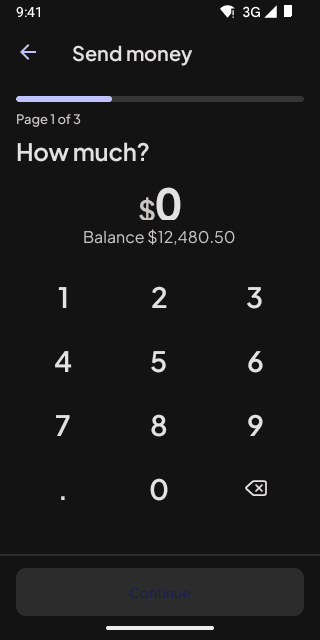 9:41 3G
Send money
Page 1 of 3
How much?
$0
Balance $12,480.50
1 2 3
4 5 6
7 8 9
. 0
Continue